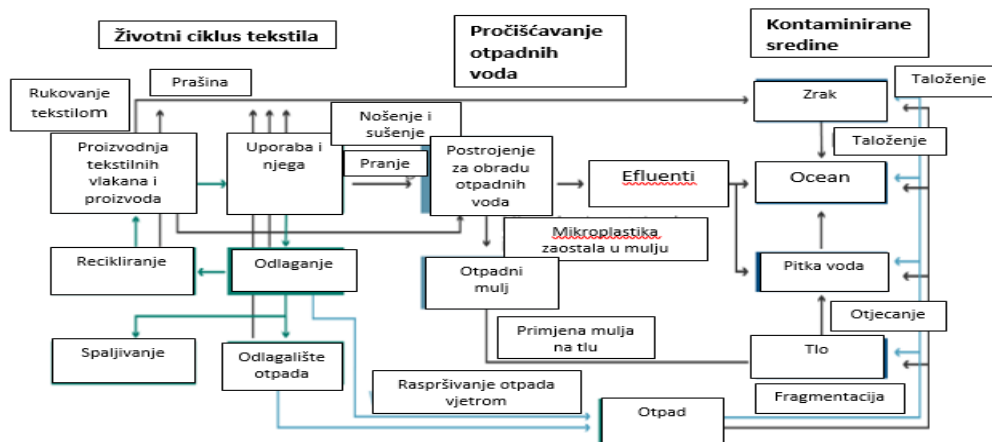 Životni ciklus tekstila
Pročišćavanje
otpadnih
voda
Kontaminirane
sredine
Rukovanje
tekstilom
Prašina
Nošenje i
sušenje
Zrak
Taloženje
Taloženje
Proizvodnja
tekstilnih
vlakana i
proizvoda
Uporaba i
njega
Pranje
Postrojenje
za obradu
otpadnih
voda
Efluenti
Ocean
Mikroplastika
zaostala u mulju
Recikliranje
Odlaganje
Otpadni
mulj
Pitka voda
Otjecanje
Spaljivanje
Odlagalište
otpada
Primjena mulja
na tlu
Tlo
Raspršivanje otpada
vjetrom
Fragmentacija
Otpad